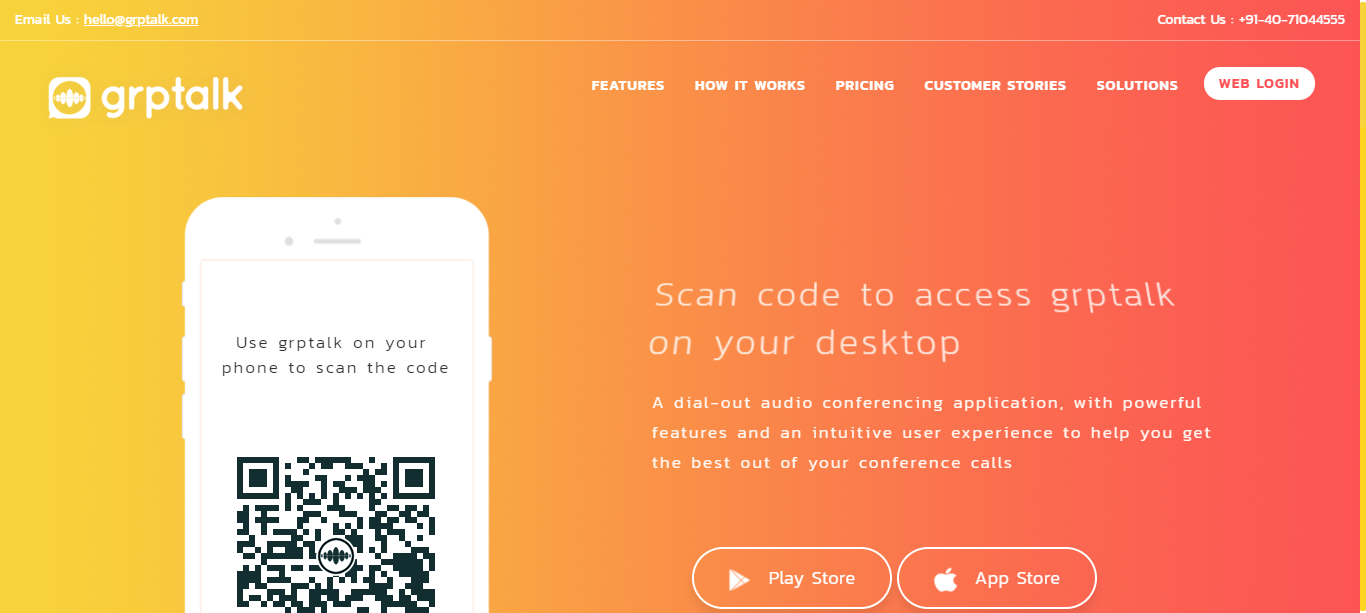 Email Us : hello@grptalk.com
Contact Us : +91-40-71044555
grptalk
FEATURES
HOW IT WORKS
PRICING
CUSTOMER STORIES
SOLUTIONS
WEB LOGIN
Use grptalk on your
phone to scan the code
Scan code to access grptalk
on your desktop
A dial-out audio conferencing application, with powerful
features and an intuitive user experience to help you get
the best out of your conference calls
Play Store
App Store